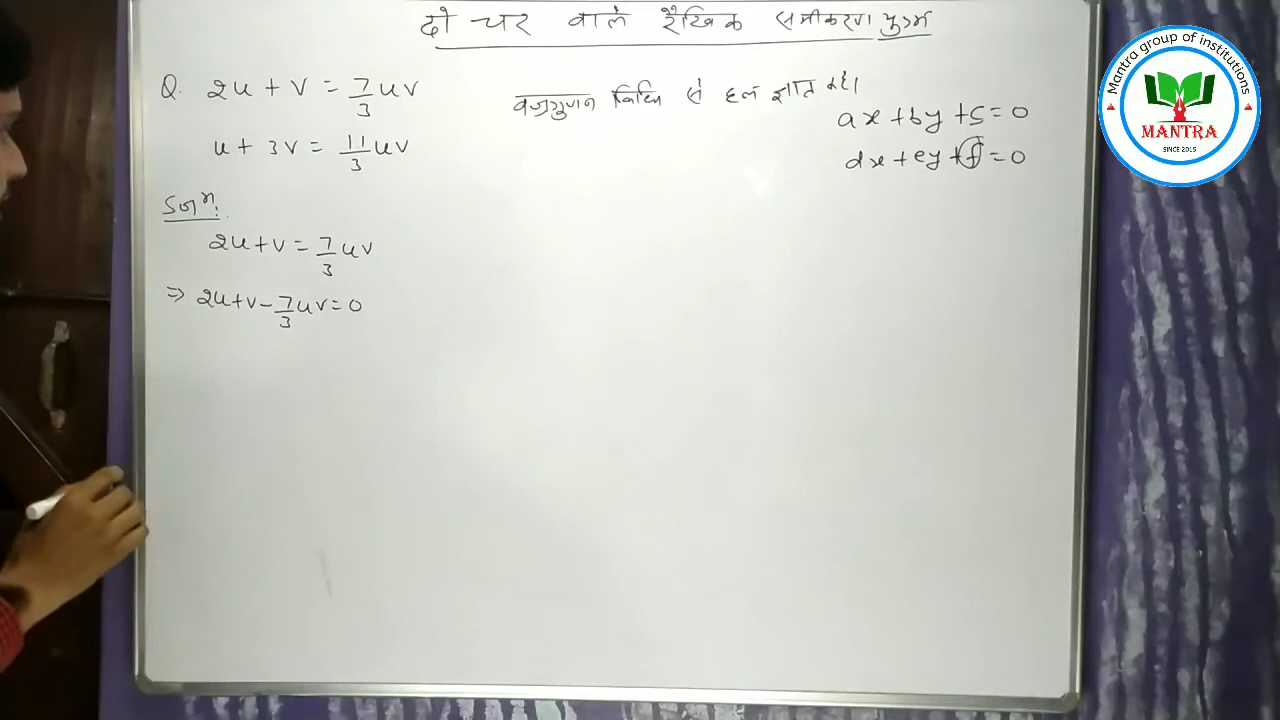 दो चर वाले रैखिक समीकरण युग्म
Q. 2u + v = 7/3 uv
वज्रगुणन विधि से हल ज्ञात करें।
u + 3v = 11/3 uv
ax + by + c = 0
dx + ey + f = 0
Sol^n:
2u + v = 7/3 uv
⇒ 2u + v - 7/3 uv = 0
Mantra group of institutions
MANTRA
SINCE 2015